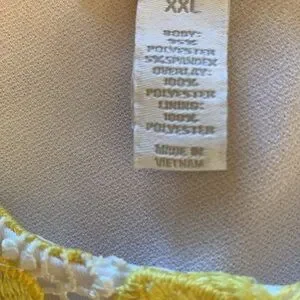 XXL
BODY:
95%
POLYESTER
5%SPANDEX
OVERLAY:
100%
POLYESTER
LINING:
100%
POLYESTER
MADE IN
VIETNAM